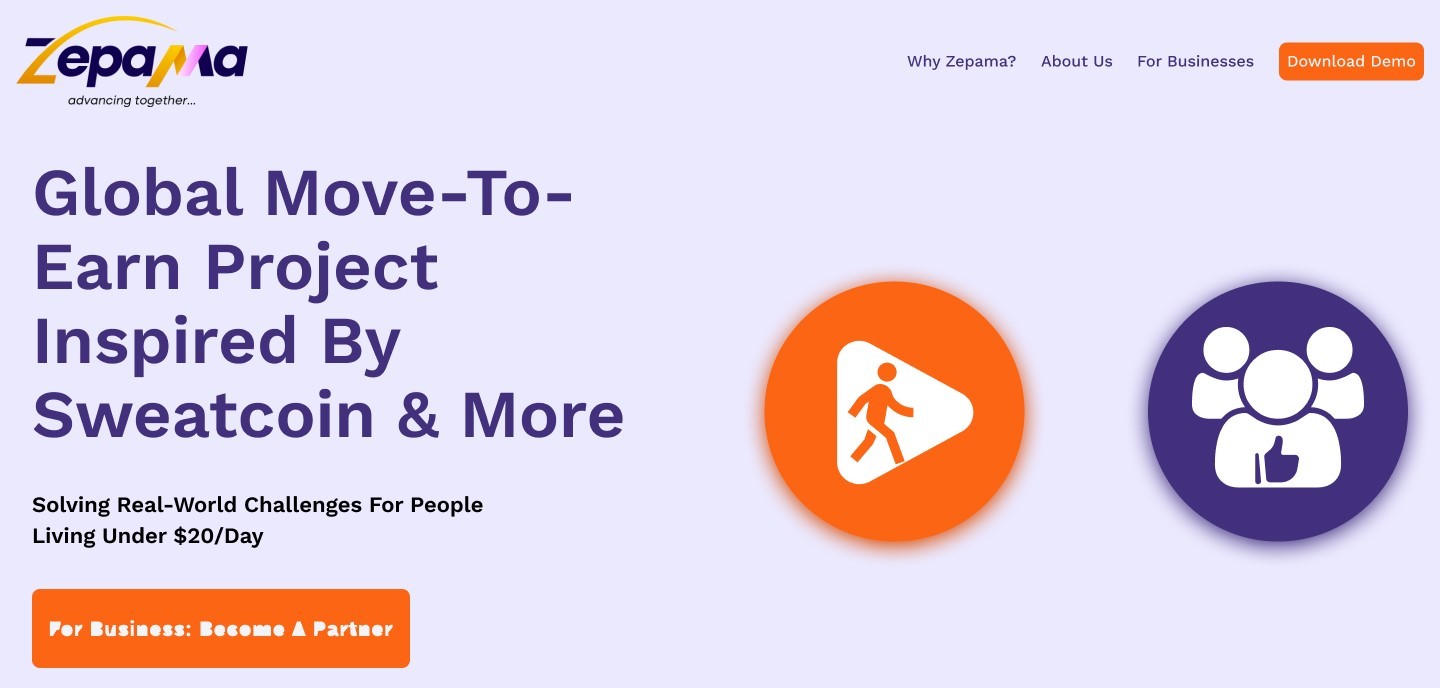 Zepama
advancing together...
Why Zepama?
About Us
For Businesses
Download Demo
Global Move-To-
Earn Project
Inspired By
Sweatcoin & More
Solving Real-World Challenges For People
Living Under $20/Day
For Business: Become A Partner